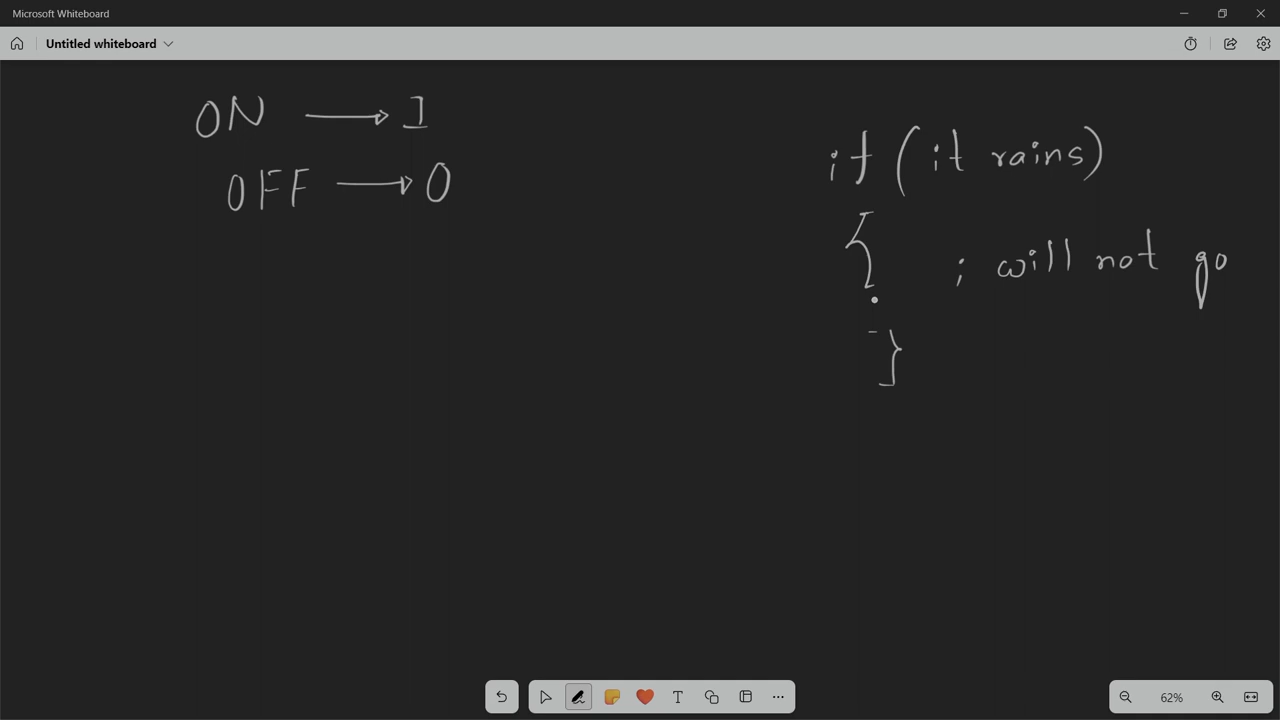 Microsoft Whiteboard
Untitled whiteboard
ON → 1
OFF → 0
if (it rains)
{
i will not go
}
62%